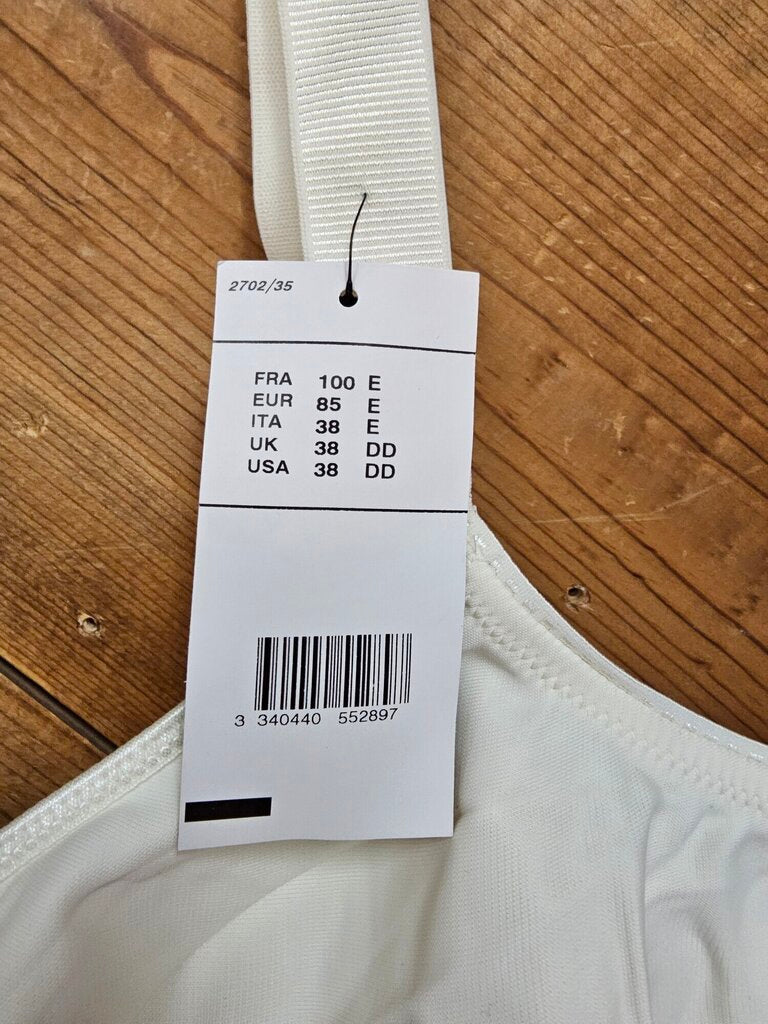 2702/35
FRA 100 E
EUR 85 E
ITA 38 E
UK 38 DD
USA 38 DD
3 340440 552897